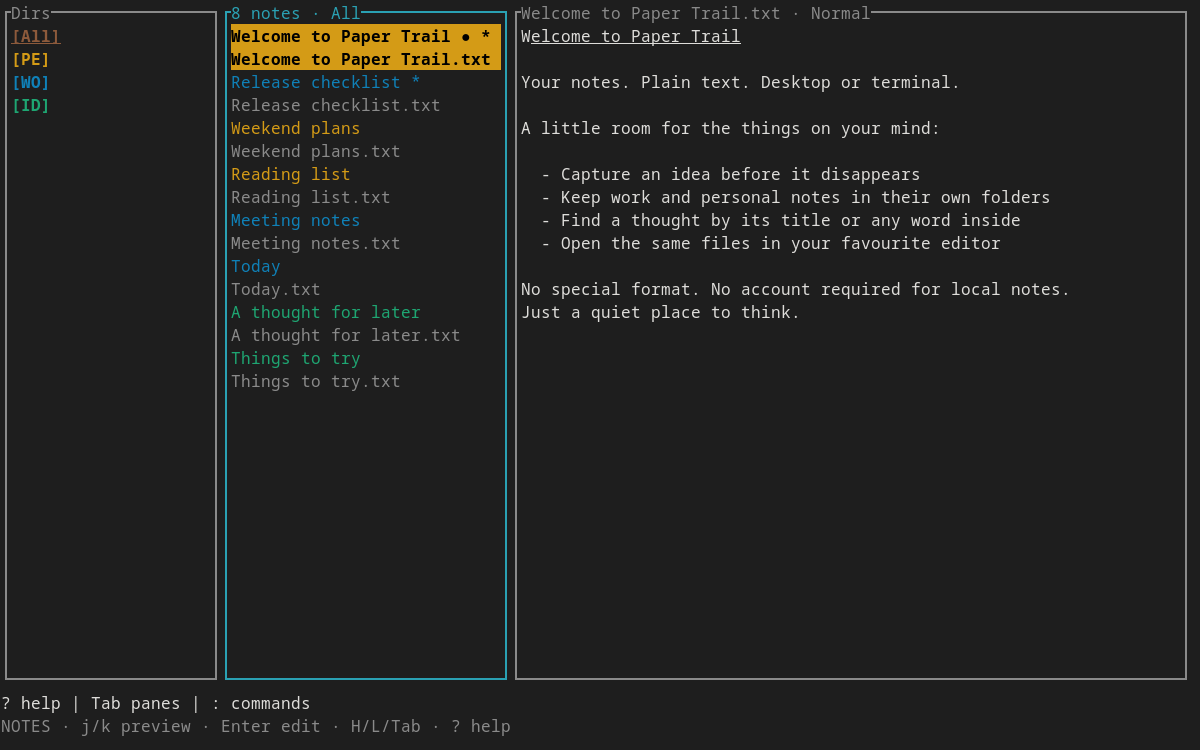 Dirs
[All]
[PE]
[WO]
[ID]
8 notes · All
Welcome to Paper Trail ● *
Welcome to Paper Trail.txt
Release checklist *
Release checklist.txt
Weekend plans
Weekend plans.txt
Reading list
Reading list.txt
Meeting notes
Meeting notes.txt
Today
Today.txt
A thought for later
A thought for later.txt
Things to try
Things to try.txt
Welcome to Paper Trail.txt · Normal
Welcome to Paper Trail
Your notes. Plain text. Desktop or terminal.
A little room for the things on your mind:
- Capture an idea before it disappears
- Keep work and personal notes in their own folders
- Find a thought by its title or any word inside
- Open the same files in your favourite editor
No special format. No account required for local notes.
Just a quiet place to think.
? help | Tab panes | : commands
NOTES · j/k preview · Enter edit · H/L/Tab · ? help